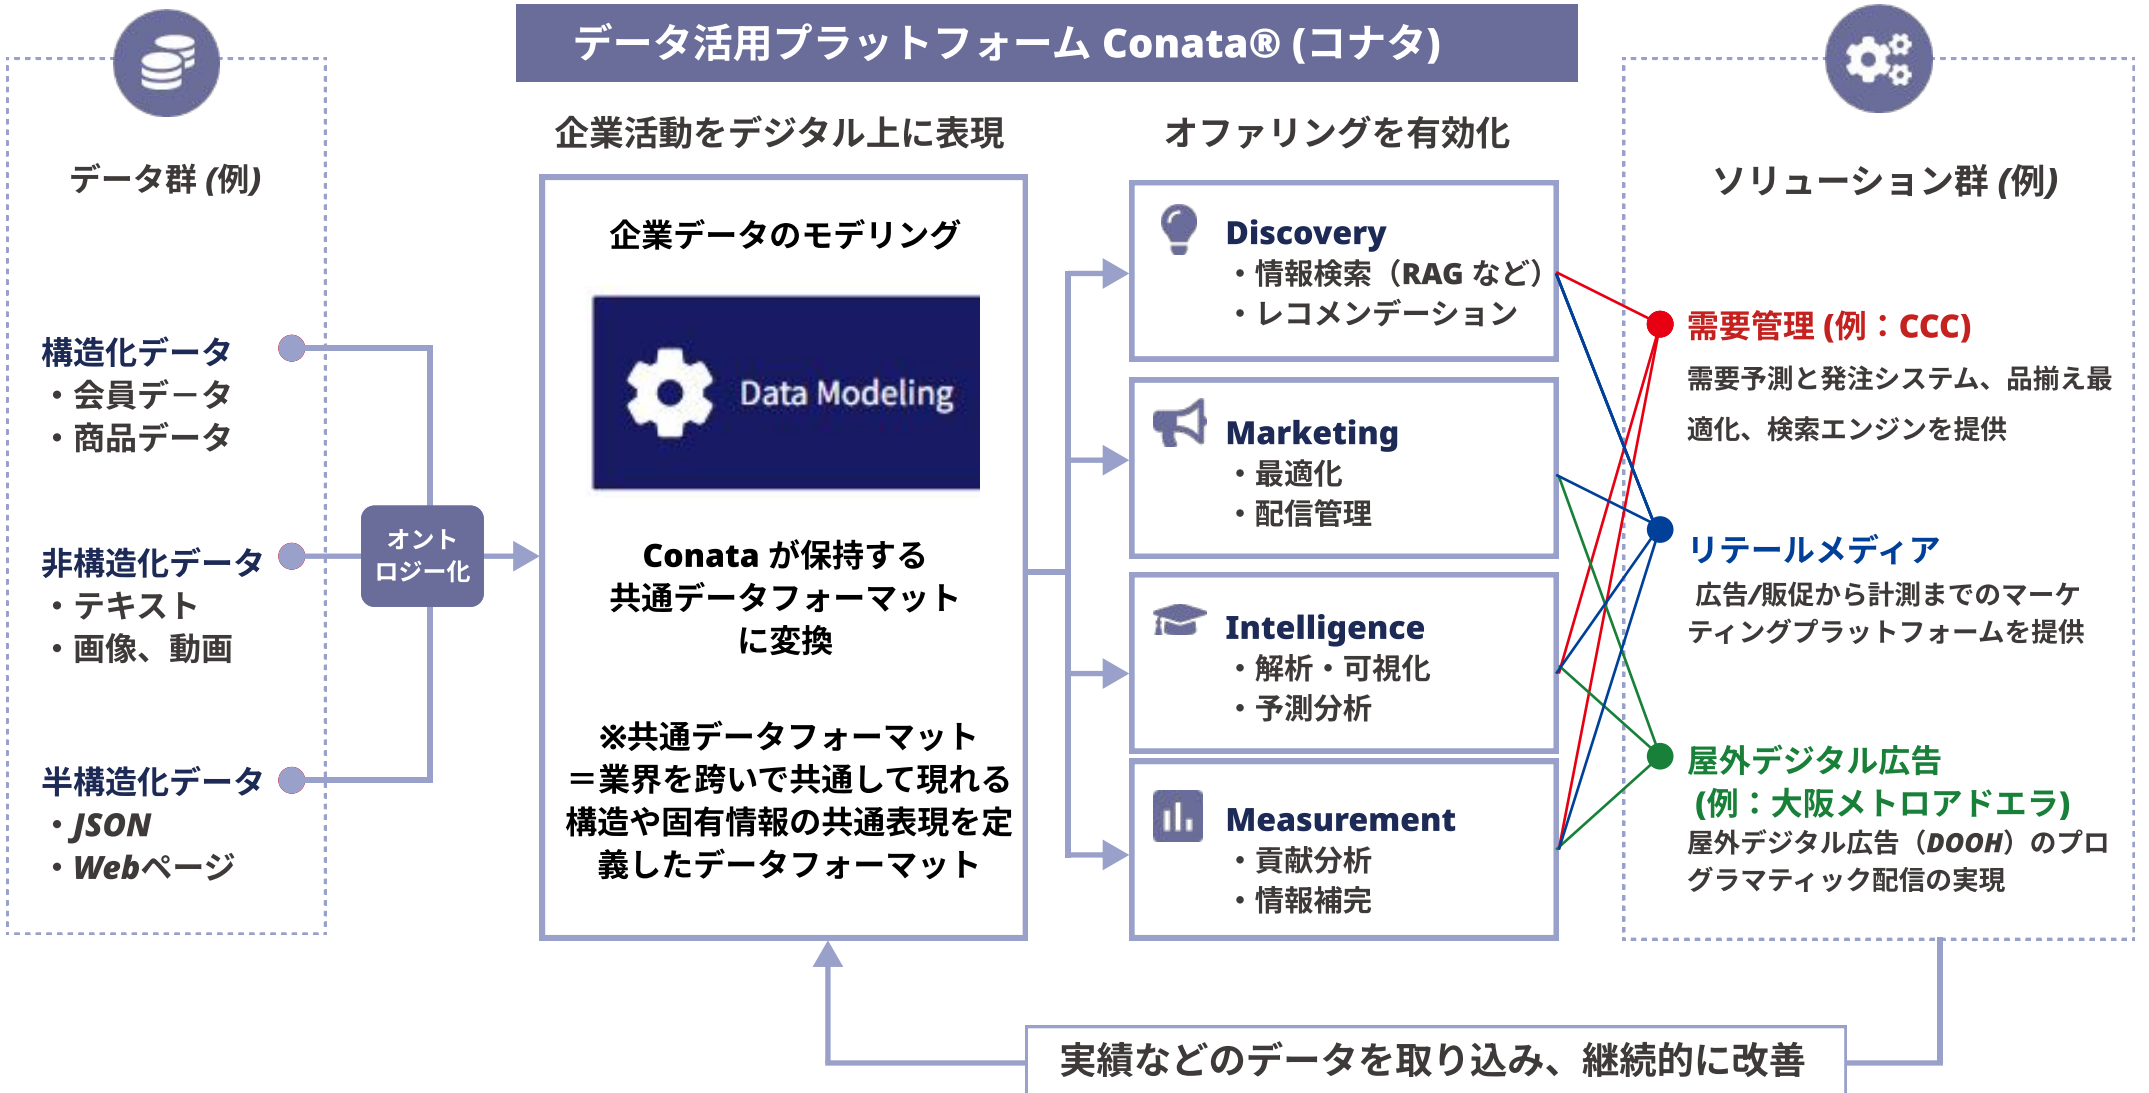 データ活用プラットフォーム Conata® (コナタ)
データ群 (例)
構造化データ
・会員データ
・商品データ
非構造化データ
・テキスト
・画像、動画
半構造化データ
・JSON
・Webページ
オント
ロジー化
企業活動をデジタル上に表現
企業データのモデリング
Data Modeling
Conata が保持する
共通データフォーマット
に変換
※共通データフォーマット
＝業界を跨いで共通して現れる
構造や固有情報の共通表現を定
義したデータフォーマット
オファリングを有効化
Discovery
・情報検索（RAG など）
・レコメンデーション
Marketing
・最適化
・配信管理
Intelligence
・解析・可視化
・予測分析
Measurement
・貢献分析
・情報補完
ソリューション群 (例)
需要管理 (例：CCC)
需要予測と発注システム、品揃え最
適化、検索エンジンを提供
リテールメディア
広告/販促から計測までのマーケ
ティングプラットフォームを提供
屋外デジタル広告
(例：大阪メトロアドエラ)
屋外デジタル広告（DOOH）のプロ
グラマティック配信の実現
実績などのデータを取り込み、継続的に改善